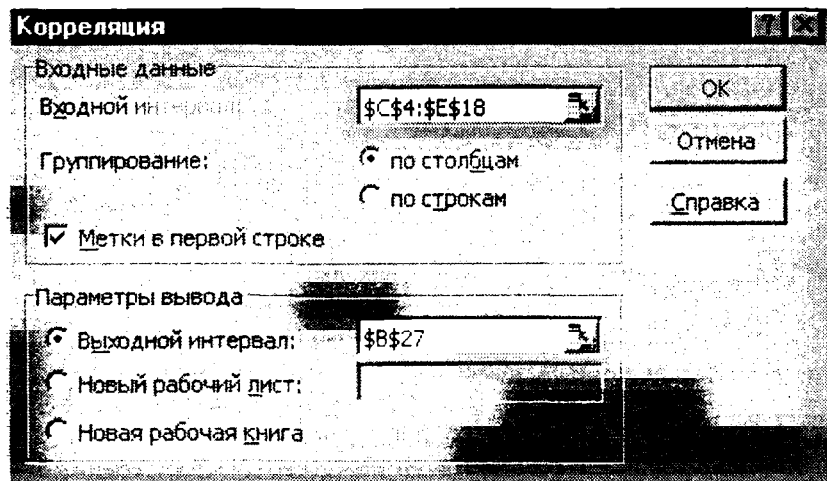 Корреляция
Входные данные
Входной интервал:
$C$4:$E$18
Группирование:
по столбцам
по строкам
Метки в первой строке
OK
Отмена
Справка
Параметры вывода
Выходной интервал:
$B$27
Новый рабочий лист:
Новая рабочая книга